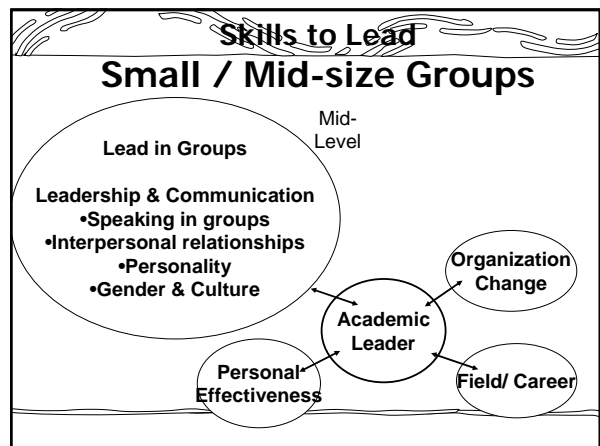 Skills to Lead
Small / Mid-size Groups
Mid-
Level
Lead in Groups
Leadership & Communication
•Speaking in groups
•Interpersonal relationships
•Personality
•Gender & Culture
Organization
Change
Academic
Leader
Personal
Effectiveness
Field/ Career